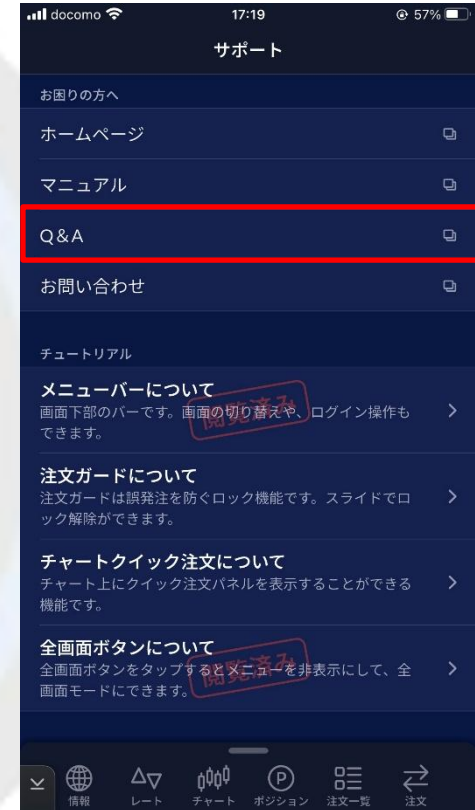 docomo 17:19 57%
サポート
お困りの方へ
ホームページ
マニュアル
Q&A
お問い合わせ
チュートリアル
メニューバーについて
画面下部のバーです。画面の切り替えや、ログイン操作も
できます。
閲覧済み
注文ガードについて
注文ガードは誤発注を防ぐロック機能です。スライドでロ
ック解除ができます。
チャートクイック注文について
チャート上にクイック注文パネルを表示することができる
機能です。
全画面ボタンについて
全画面ボタンをタップするとメニューを非表示にして、全
画面モードにできます。
閲覧済み
P
情報 レート チャート ポジション 注文一覧 注文